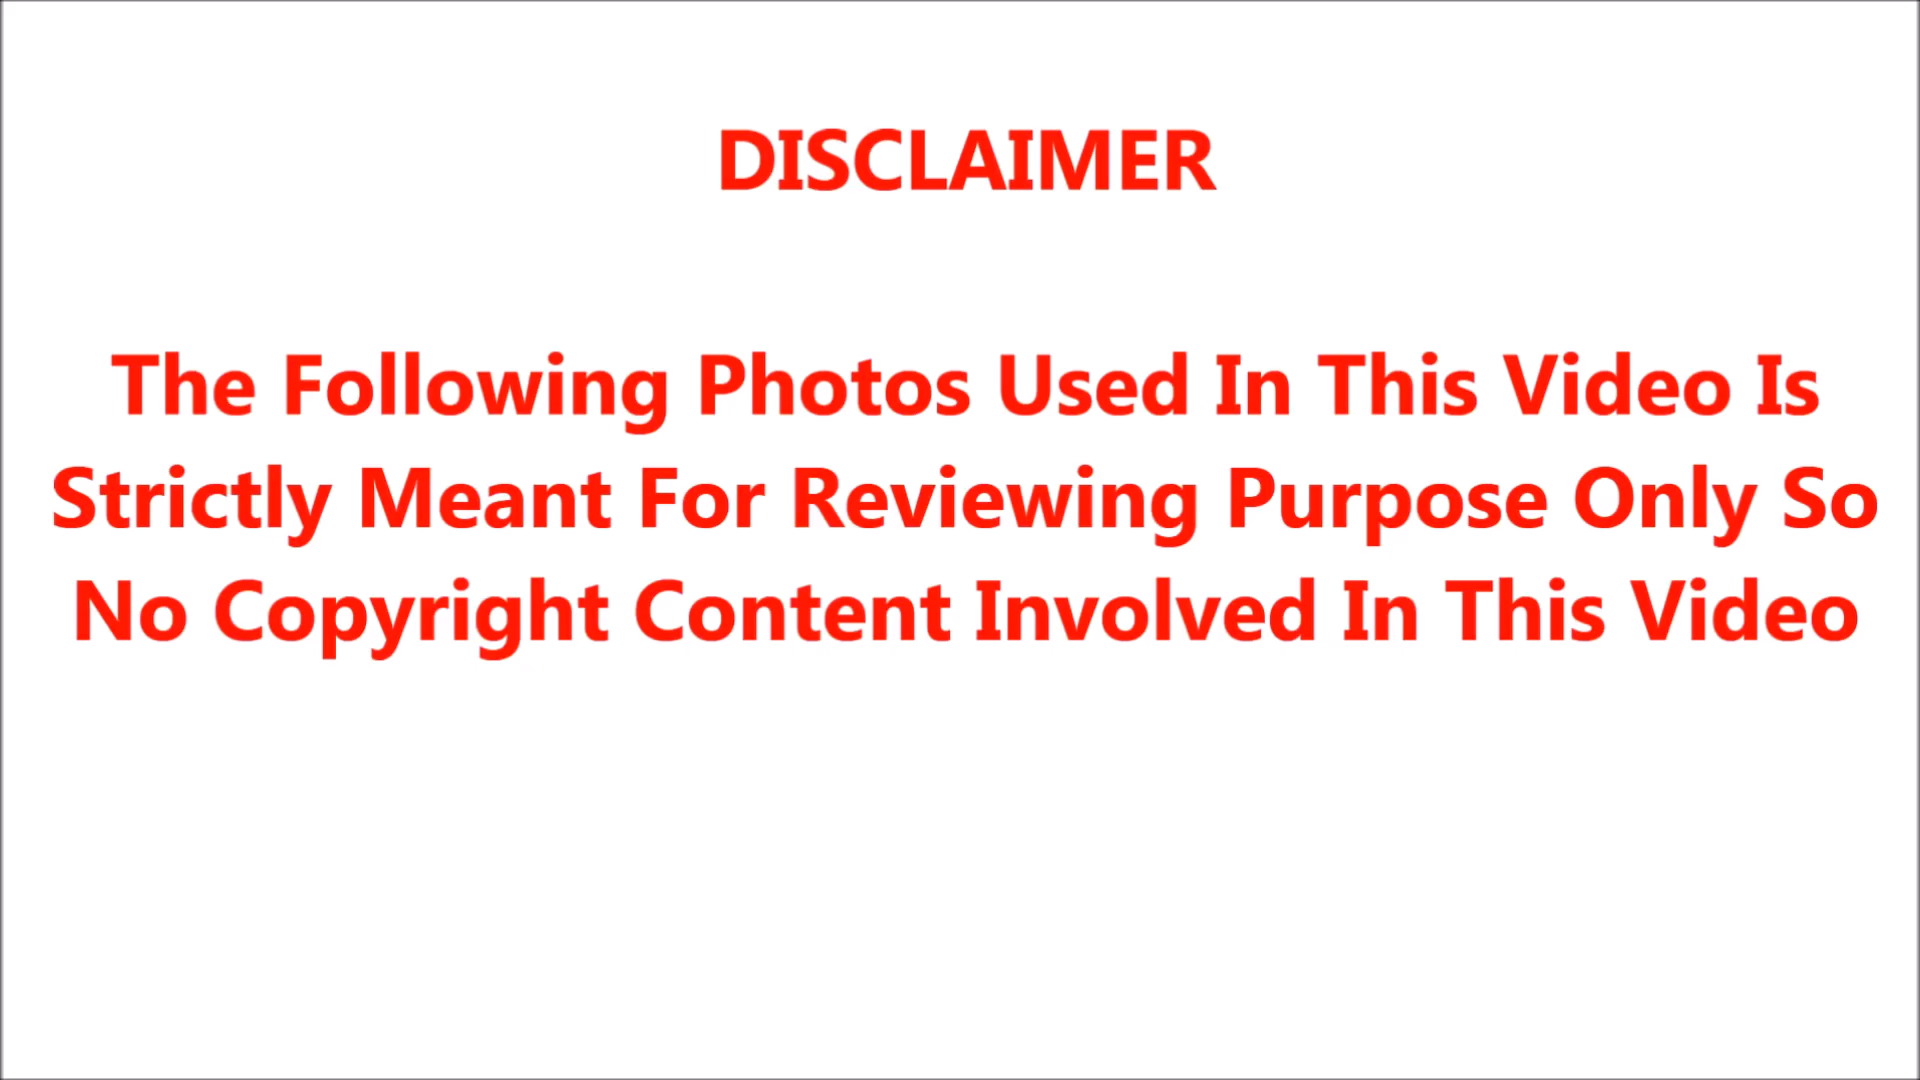 DISCLAIMER
The Following Photos Used In This Video Is
Strictly Meant For Reviewing Purpose Only So
No Copyright Content Involved In This Video